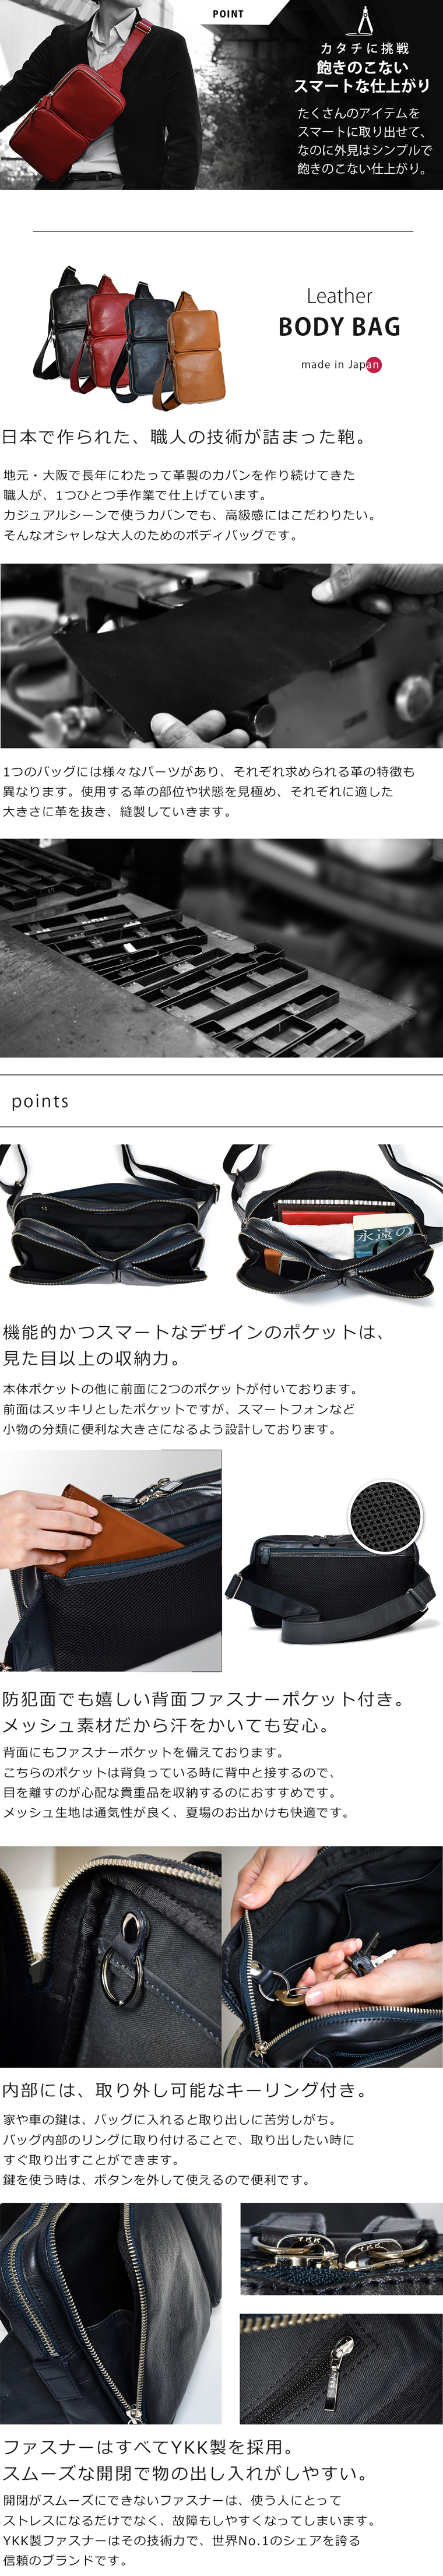 POINT
カタチに挑戦
飽きのこない
スマートな仕上がり
たくさんのアイテムを
スマートに取り出せて、
なのに外見はシンプルで
飽きのこない仕上がり。
Leather
BODY BAG
made in Japan
日本で作られた、職人の技術が詰まった鞄。
地元・大阪で長年にわたって革製のカバンを作り続けてきた
職人が、1つひとつ手作業で仕上げています。
カジュアルシーンで使うカバンでも、高級感にはこだわりたい。
そんなオシャレな大人のためのボディバッグです。
1つのバッグには様々なパーツがあり、それぞれ求められる革の特徴も
異なります。使用する革の部位や状態を見極め、それぞれに適した
大きさに革を抜き、縫製していきます。
points
永遠の
機能的かつスマートなデザインのポケットは、
見た目以上の収納力。
本体ポケットの他に前面に2つのポケットが付いております。
前面はスッキリとしたポケットですが、スマートフォンなど
小物の分類に便利な大きさになるよう設計しております。
防犯面でも嬉しい背面ファスナーポケット付き。
メッシュ素材だから汗をかいても安心。
背面にもファスナーポケットを備えております。
こちらのポケットは背負っている時に背中と接するので、
目を離すのが心配な貴重品を収納するのにおすすめです。
メッシュ生地は通気性が良く、夏場のお出かけも快適です。
内部には、取り外し可能なキーリング付き。
家や車の鍵は、バッグに入れると取り出しに苦労しがち。
バッグ内部のリングに取り付けることで、取り出したい時に
すぐ取り出すことができます。
鍵を使う時は、ボタンを外して使えるので便利です。
ファスナーはすべてYKK製を採用。
スムーズな開閉で物の出し入れがしやすい。
開閉がスムーズにできないファスナーは、使う人にとって
ストレスになるだけでなく、故障もしやすくなってしまいます。
YKK製ファスナーはその技術力で、世界No.1のシェアを誇る
信頼のブランドです。